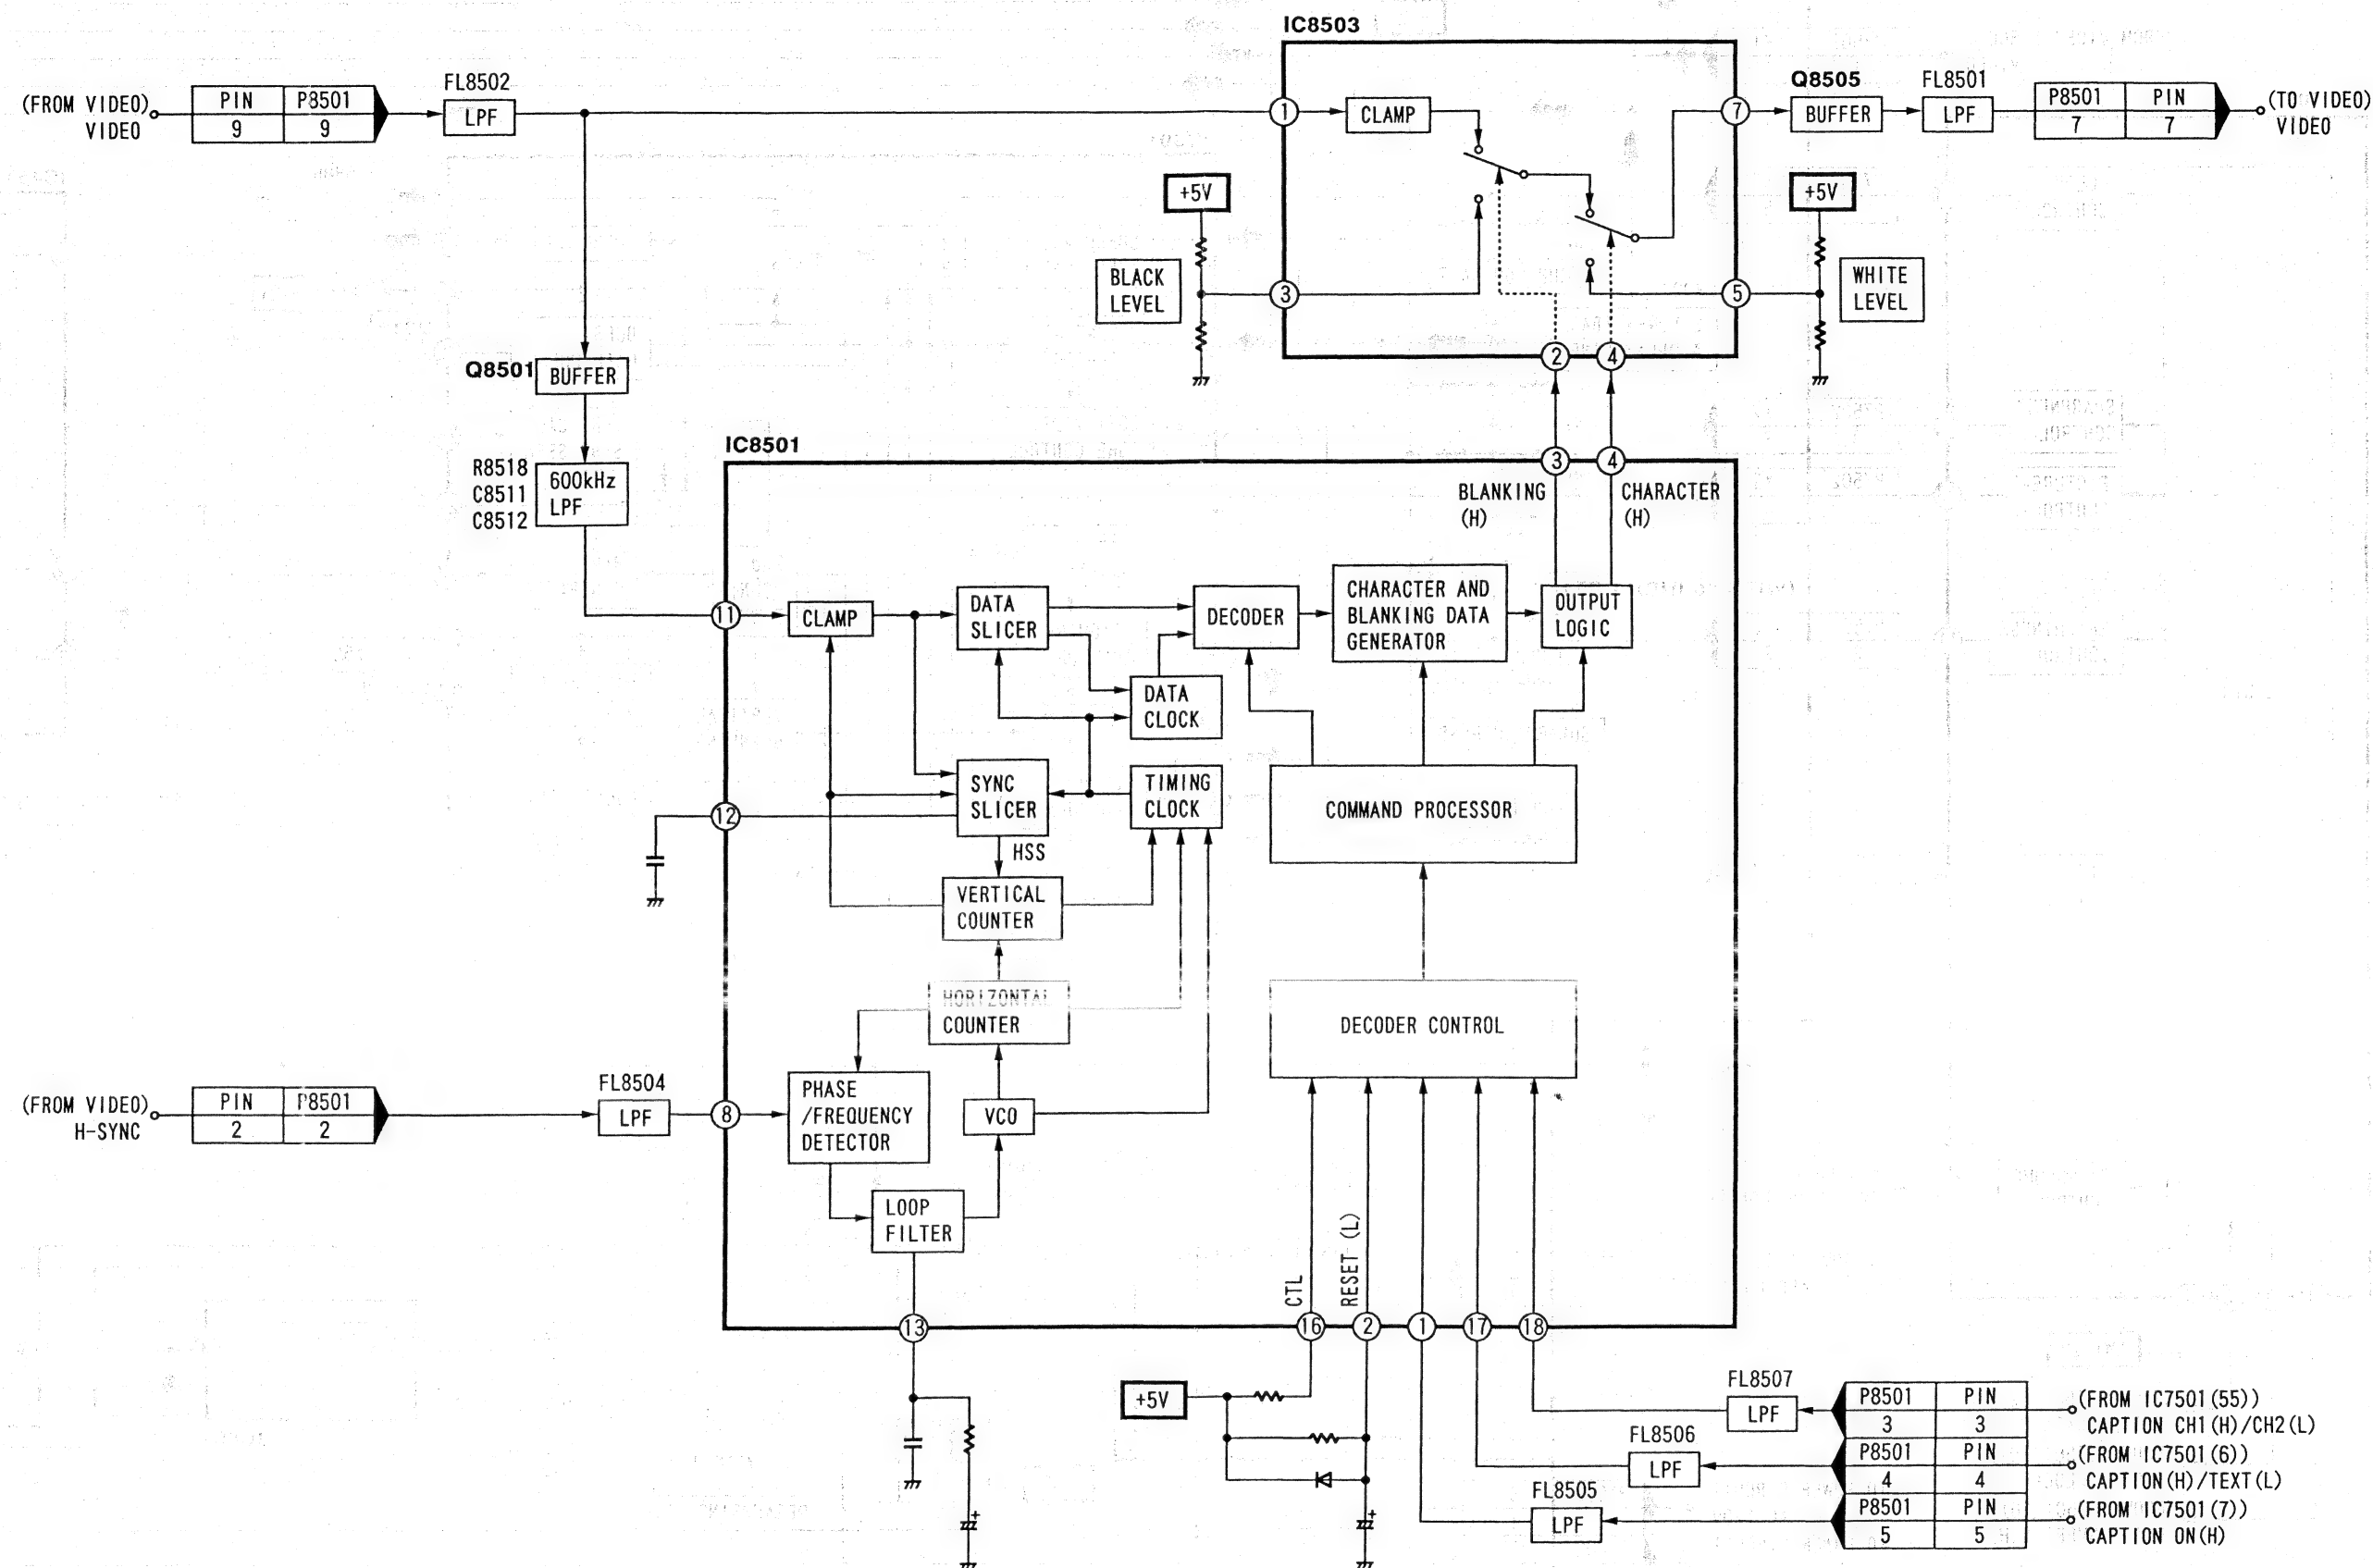 IC8503
(FROM VIDEO)
VIDEO
PIN P8501
9 9
FL8502
LPF
1
CLAMP
7
Q8505
BUFFER
FL8501
LPF
P8501 PIN
7 7
(TO VIDEO)
VIDEO
+5V
BLACK
LEVEL
3
+5V
5
WHITE
LEVEL
2
4
Q8501
BUFFER
R8518
C8511
C8512
600kHz
LPF
IC8501
3
4
BLANKING
(H)
CHARACTER
(H)
11
CLAMP
DATA
SLICER
DECODER
CHARACTER AND
BLANKING DATA
GENERATOR
OUTPUT
LOGIC
DATA
CLOCK
12
SYNC
SLICER
TIMING
CLOCK
COMMAND PROCESSOR
HSS
VERTICAL
COUNTER
HORIZONTAL
COUNTER
DECODER CONTROL
(FROM VIDEO)
H-SYNC
PIN P8501
2 2
FL8504
LPF
8
PHASE
/FREQUENCY
DETECTOR
VCO
LOOP
FILTER
CTL
RESET (L)
13
16
2
1
17
18
+5V
FL8507
LPF
P8501 PIN
3 3
(FROM IC7501(55))
CAPTION CH1(H)/CH2(L)
FL8506
LPF
P8501 PIN
4 4
(FROM IC7501(6))
CAPTION(H)/TEXT(L)
FL8505
LPF
P8501 PIN
5 5
(FROM IC7501(7))
CAPTION ON(H)
+
+